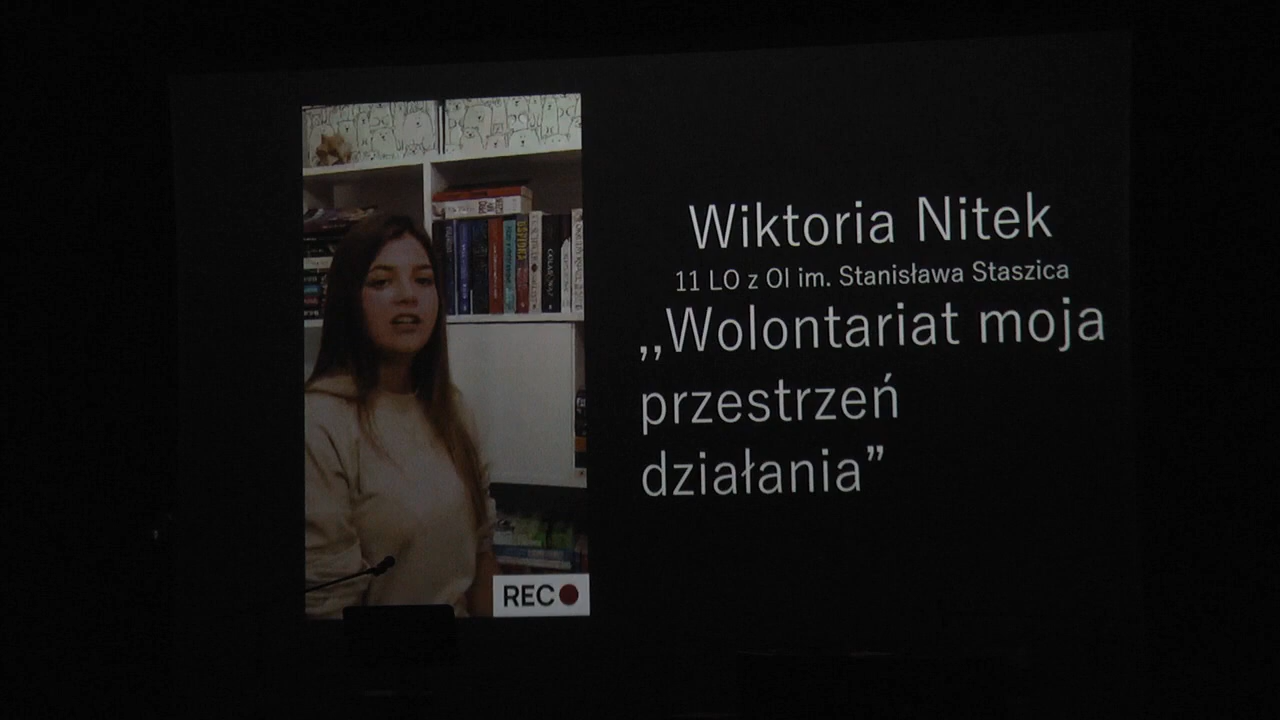 Wiktoria Nitek
11 LO z OI im. Stanisława Staszica
,,Wolontariat moja
przestrzeń
działania”
REC